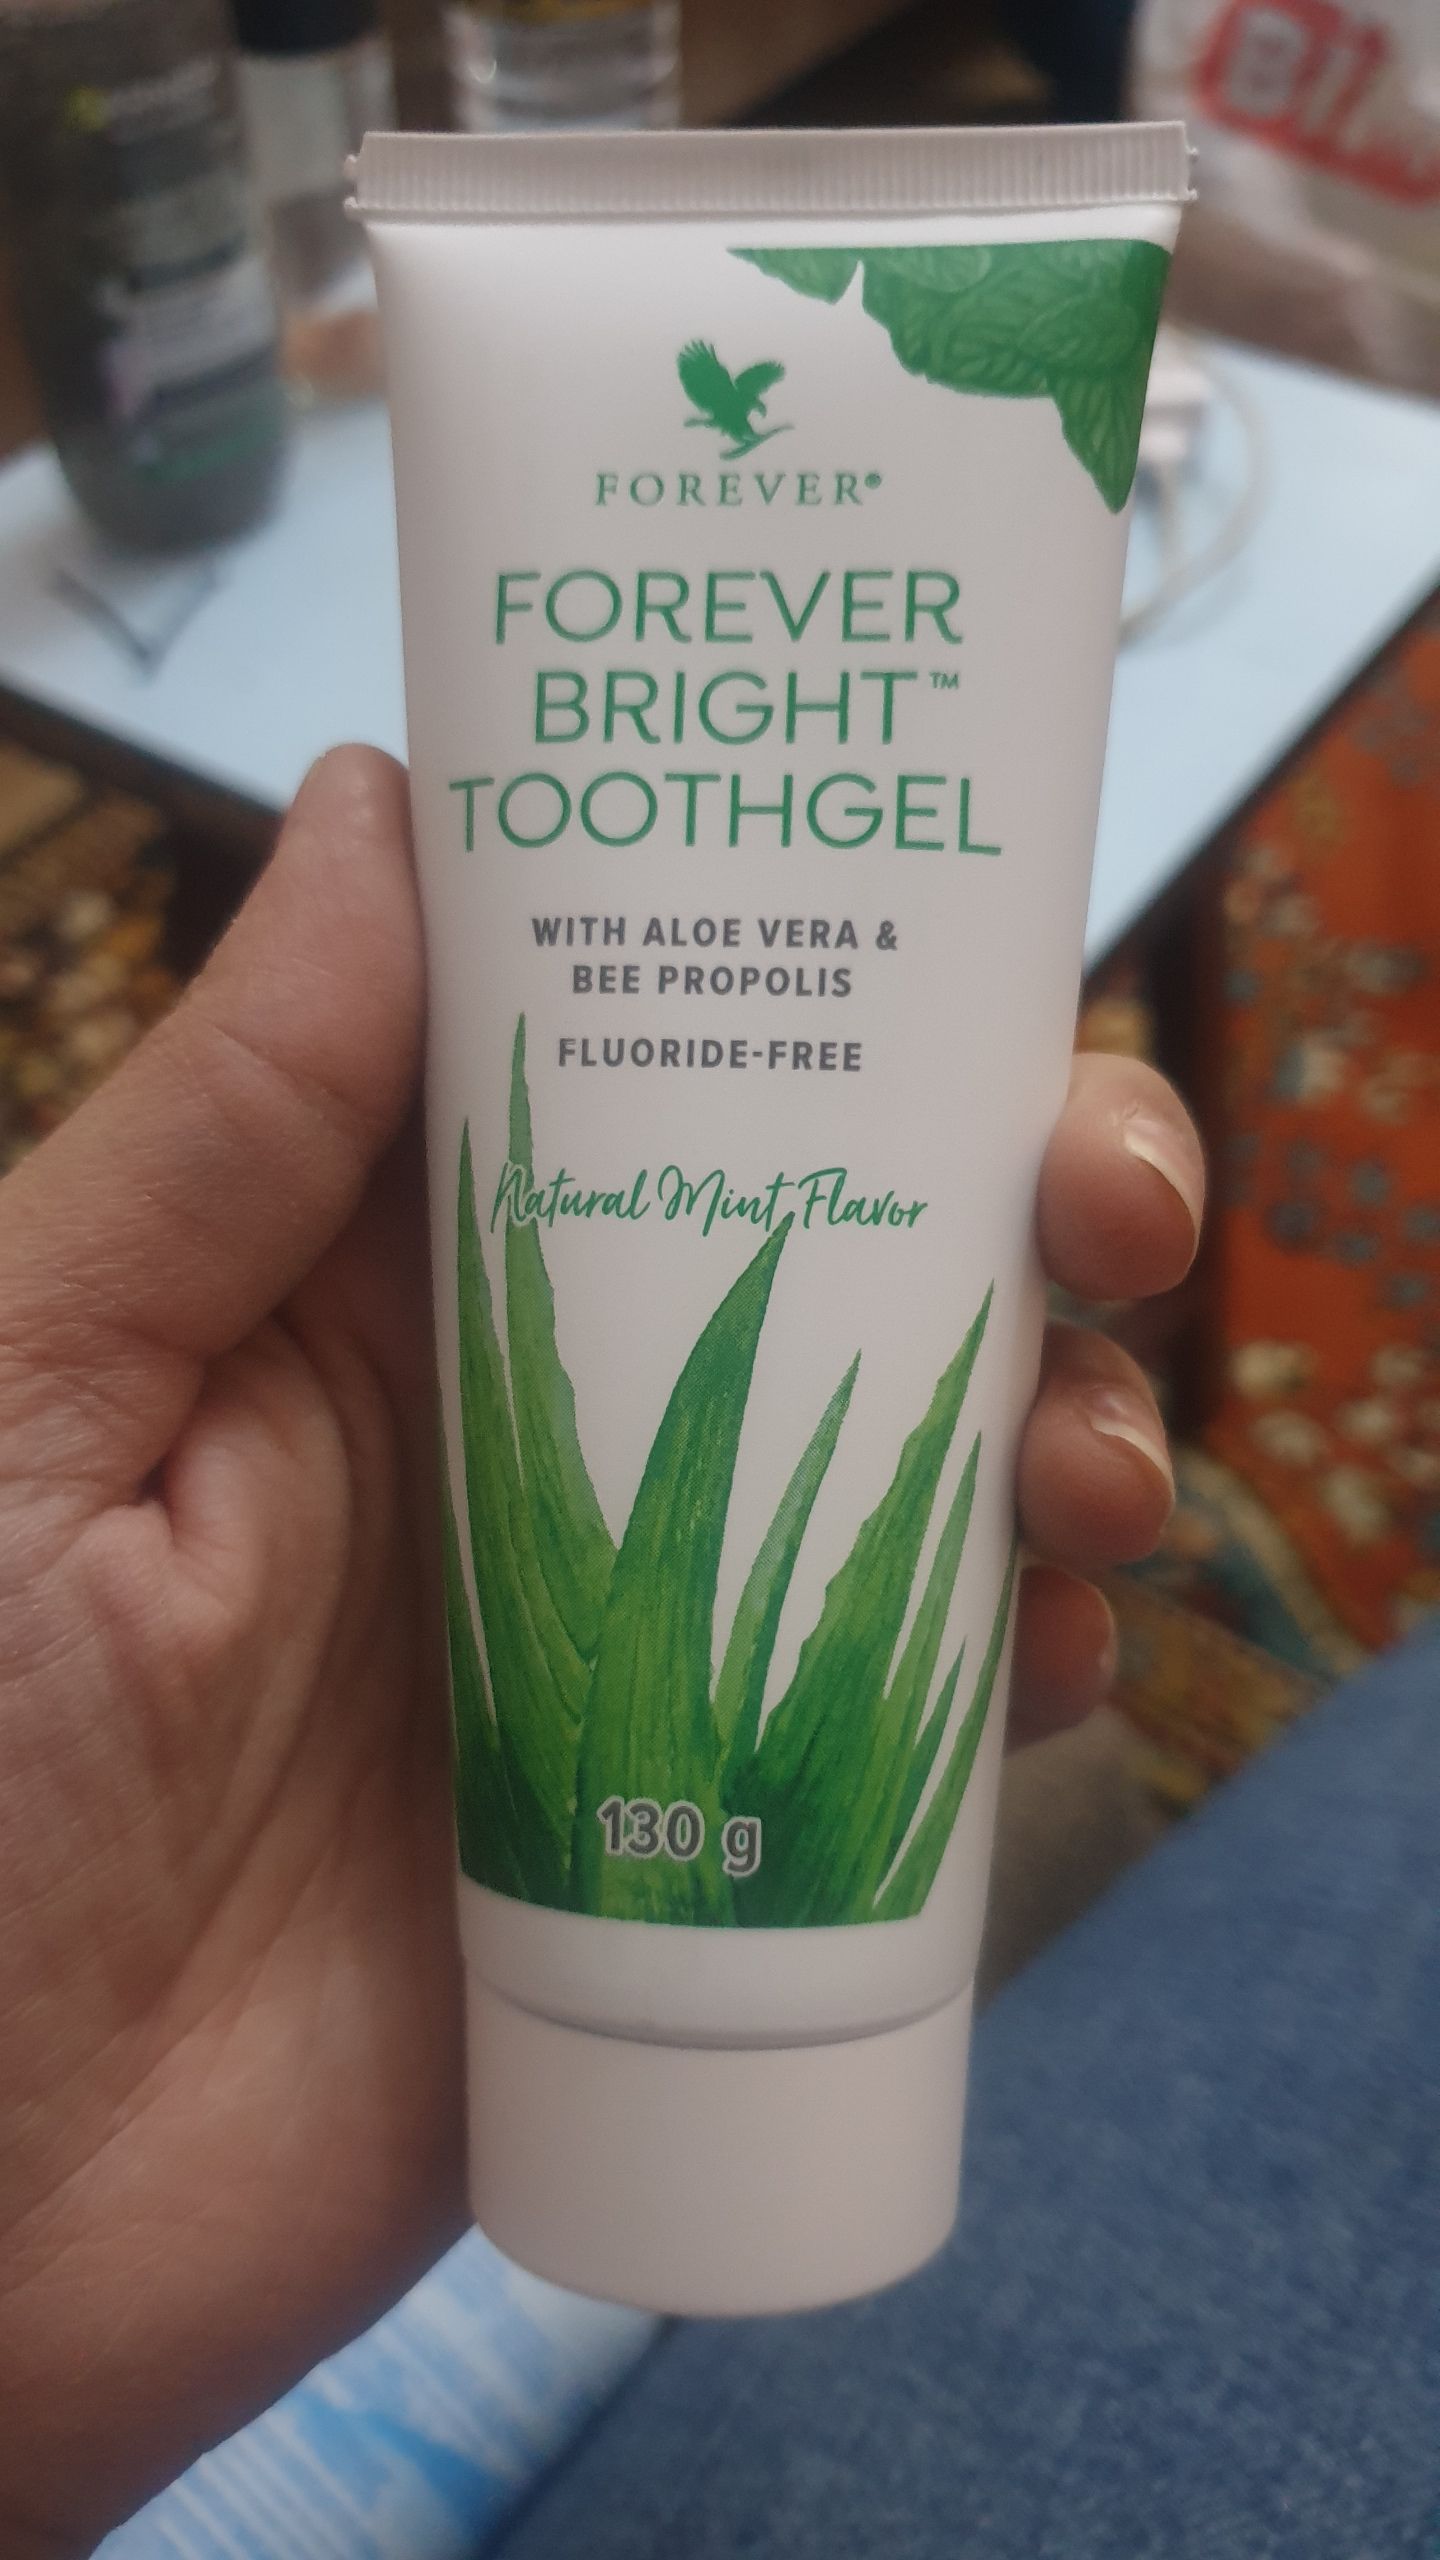 FOREVER®
FOREVER
BRIGHT™
TOOTHGEL
WITH ALOE VERA &
BEE PROPOLIS
FLUORIDE-FREE
Natural Mint Flavor
130 g